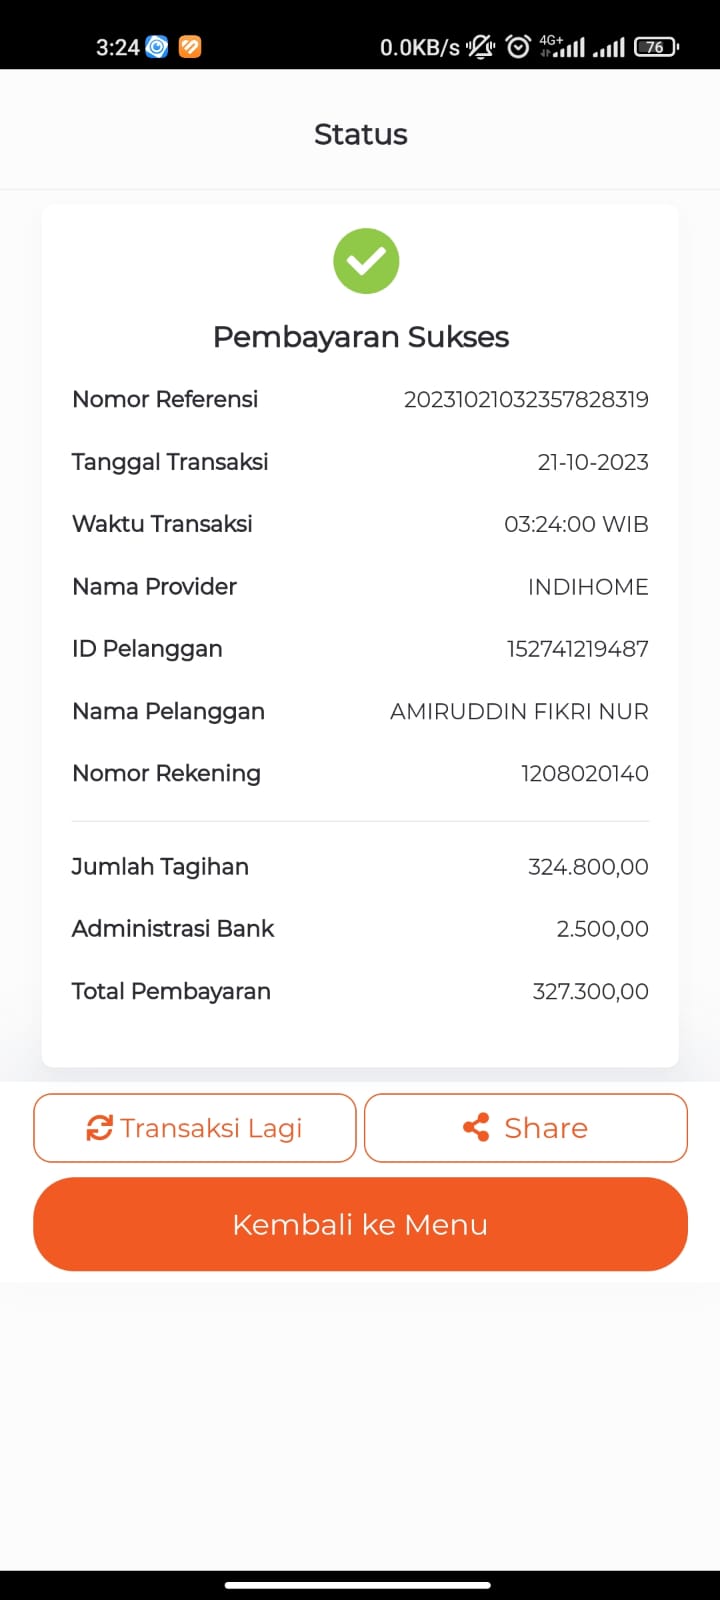 3:24 0.0KB/s 4G+ 76
Status
Pembayaran Sukses
Nomor Referensi 20231021032357828319
Tanggal Transaksi 21-10-2023
Waktu Transaksi 03:24:00 WIB
Nama Provider INDIHOME
ID Pelanggan 152741219487
Nama Pelanggan AMIRUDDIN FIKRI NUR
Nomor Rekening 1208020140
Jumlah Tagihan 324.800,00
Administrasi Bank 2.500,00
Total Pembayaran 327.300,00
Transaksi Lagi Share
Kembali ke Menu